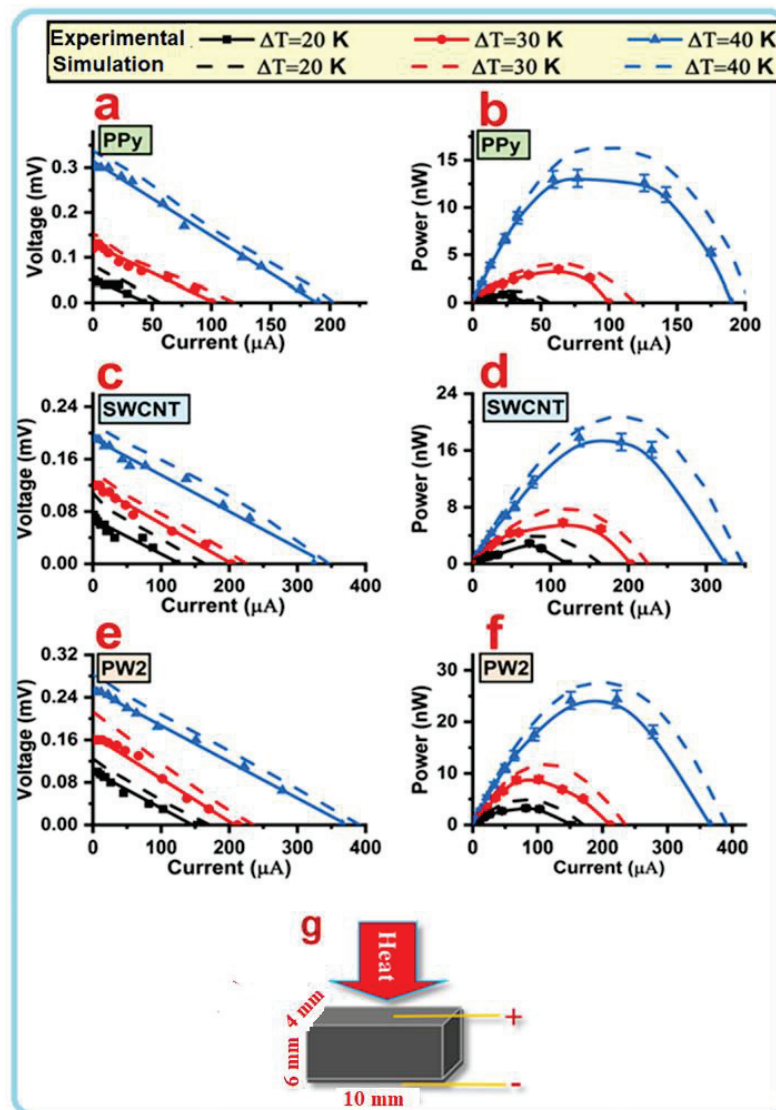 Experimental ΔT=20 K ΔT=30 K ΔT=40 K
Simulation ΔT=20 K ΔT=30 K ΔT=40 K
a
PPy
Voltage (mV)
0.3
0.2
0.1
0.0
0 50 100 150 200
Current (μA)
b
PPy
Power (nW)
15
10
5
0
0 50 100 150 200
Current (μA)
c
SWCNT
Voltage (mV)
0.24
0.16
0.08
0.00
0 100 200 300 400
Current (μA)
d
SWCNT
Power (nW)
24
16
8
0
0 100 200 300
Current (μA)
e
PW2
Voltage (mV)
0.32
0.24
0.16
0.08
0.00
0 100 200 300 400
Current (μA)
f
PW2
Power (nW)
30
20
10
0
0 100 200 300 400
Current (μA)
g
Heat
4 mm
6 mm
10 mm
+
-